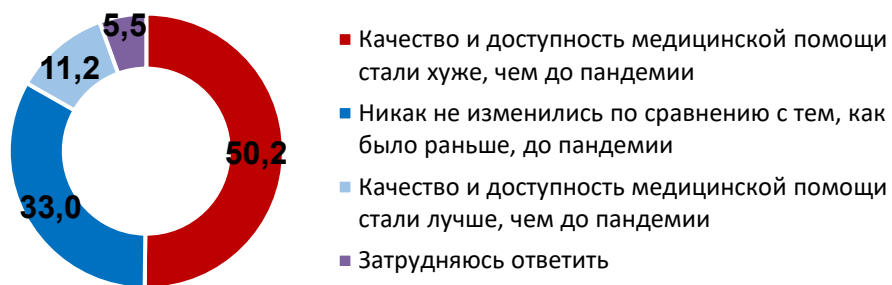 5,5
11,2
50,2
33,0
Качество и доступность медицинской помощи
стали хуже, чем до пандемии
Никак не изменились по сравнению с тем, как
было раньше, до пандемии
Качество и доступность медицинской помощи
стали лучше, чем до пандемии
Затрудняюсь ответить